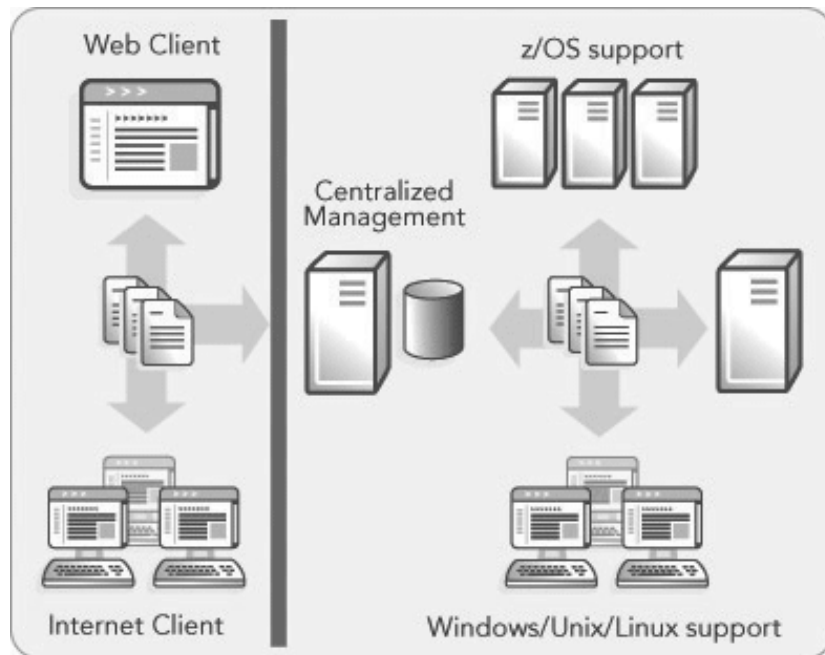 Web Client
z/OS support
Centralized
Management
Internet Client
Windows/Unix/Linux support